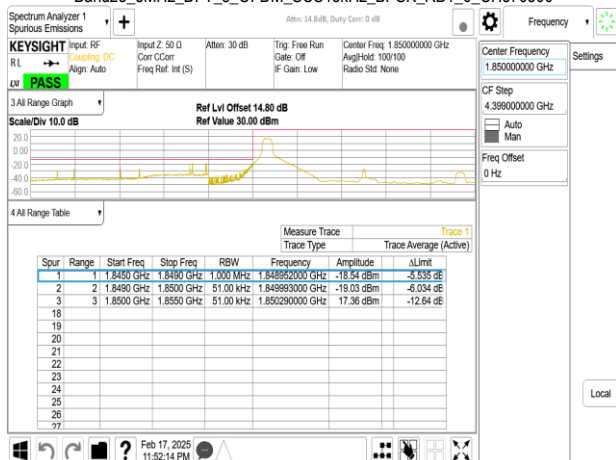 Spectrum Analyzer 1
Spurious Emissions
Attn: 14.8dB, Duty Corr: 0 dB
Frequency
KEYSIGHT
RL
Input: RF
Coupling: DC
Align: Auto
Input Z: 50 Ω
Corr CCorr
Freq Ref: Int (S)
Atten: 30 dB
Trig: Free Run
Gate: Off
IF Gain: Low
Center Freq: 1.850000000 GHz
Avg|Hold: 100/100
Radio Std: None
LXI PASS
Center Frequency
1.850000000 GHz
Settings
CF Step
4.399000000 GHz
Auto
Man
Freq Offset
0 Hz
3 All Range Graph
Scale/Div 10.0 dB
Ref Lvl Offset 14.80 dB
Ref Value 30.00 dBm
20.0
0.00
-20.0
-40.0
-60.0
4 All Range Table
Measure Trace Trace 1
Trace Type Trace Average (Active)
Spur Range Start Freq Stop Freq RBW Frequency Amplitude ΔLimit
1 1 1.8450 GHz 1.8490 GHz 1.000 MHz 1.848952000 GHz -18.54 dBm -5.535 dB
2 2 1.8490 GHz 1.8500 GHz 51.00 kHz 1.849993000 GHz -19.03 dBm -6.034 dB
3 3 1.8500 GHz 1.8550 GHz 51.00 kHz 1.850290000 GHz 17.36 dBm -12.64 dB
18
19
20
21
22
23
24
25
26
27
Local
Feb 17, 2025
11:52:14 PM